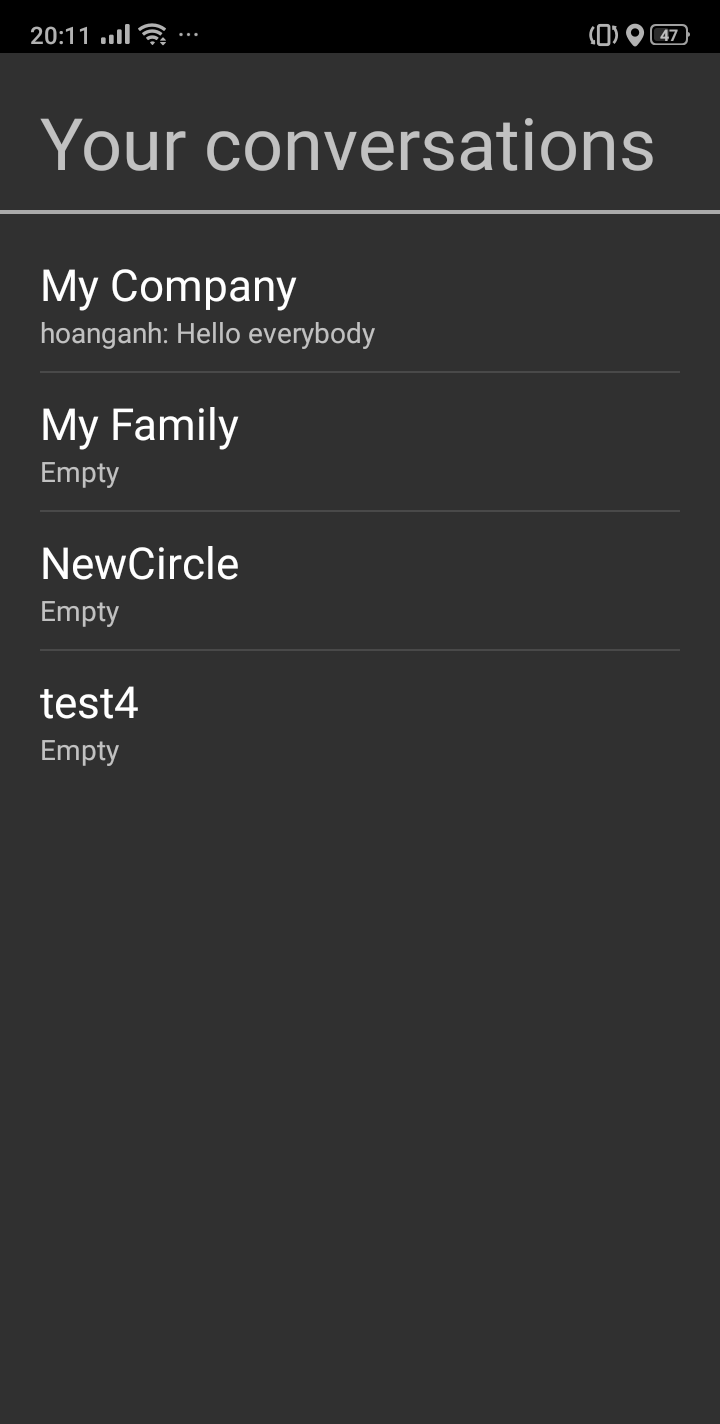 20:11 ... 47
Your conversations
My Company
hoanganh: Hello everybody
My Family
Empty
NewCircle
Empty
test4
Empty